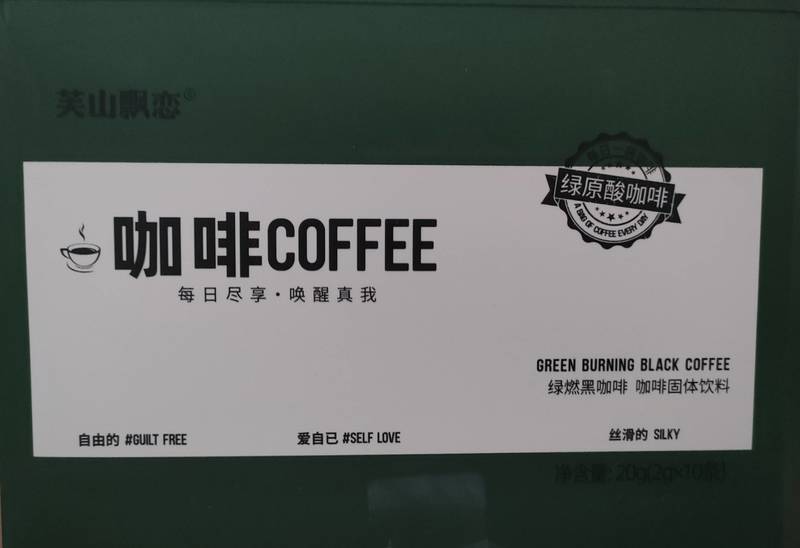 芙山飘恋®
绿原酸咖啡
A BAG OF COFFEE EVERY DAY
咖啡COFFEE
每日尽享·唤醒真我
GREEN BURNING BLACK COFFEE
绿燃黑咖啡 咖啡固体饮料
自由的 #GUILT FREE
爱自已 #SELF LOVE
丝滑的 SILKY
净含量: 20g(2g×10条)